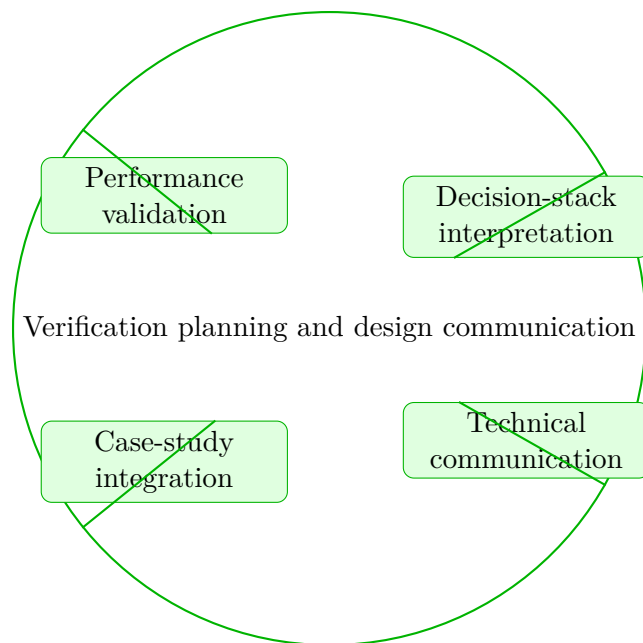 Performance
validation
Decision-stack
interpretation
Verification planning and design communication
Case-study
integration
Technical
communication